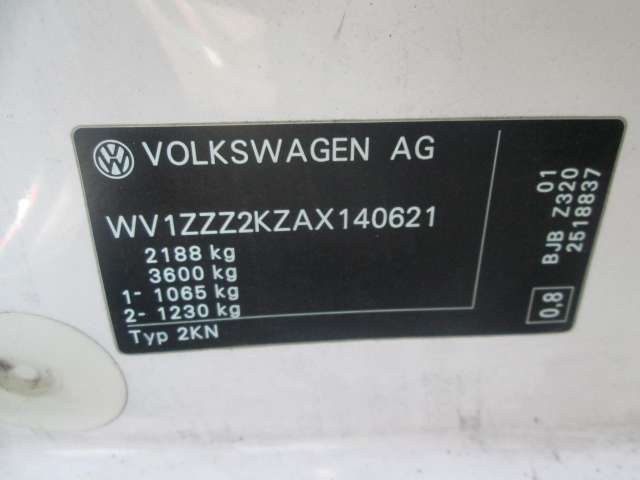 VOLKSWAGEN AG
WV1ZZZ2KZAX140621
2188 kg
3600 kg
1- 1065 kg
2- 1230 kg
Typ 2KN
01
BJB Z320
2518837
0,8